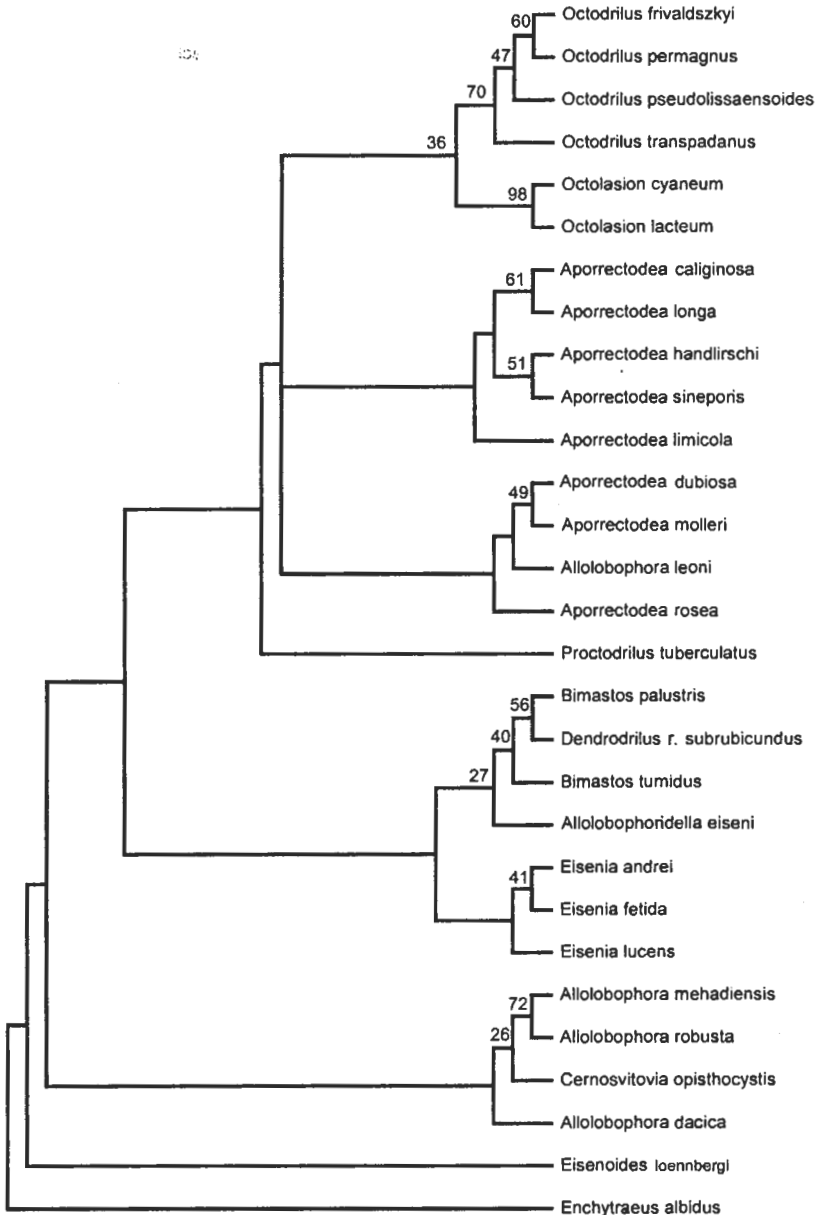 60
Octodrilus frivaldszkyi
47
Octodrilus permagnus
70
Octodrilus pseudolissaensoides
36
Octodrilus transpadanus
98
Octolasion cyaneum
Octolasion lacteum
61
Aporrectodea caliginosa
Aporrectodea longa
51
Aporrectodea handlirschi
Aporrectodea sineporis
Aporrectodea limicola
49
Aporrectodea dubiosa
Aporrectodea molleri
Allolobophora leoni
Aporrectodea rosea
Proctodrilus tuberculatus
56
Bimastos palustris
40
Dendrodrilus r. subrubicundus
27
Bimastos tumidus
Allolobophoridella eiseni
41
Eisenia andrei
Eisenia fetida
Eisenia lucens
72
Allolobophora mehadiensis
26
Allolobophora robusta
Cernosvitovia opisthocystis
Allolobophora dacica
Eisenoides loennbergi
Enchytraeus albidus